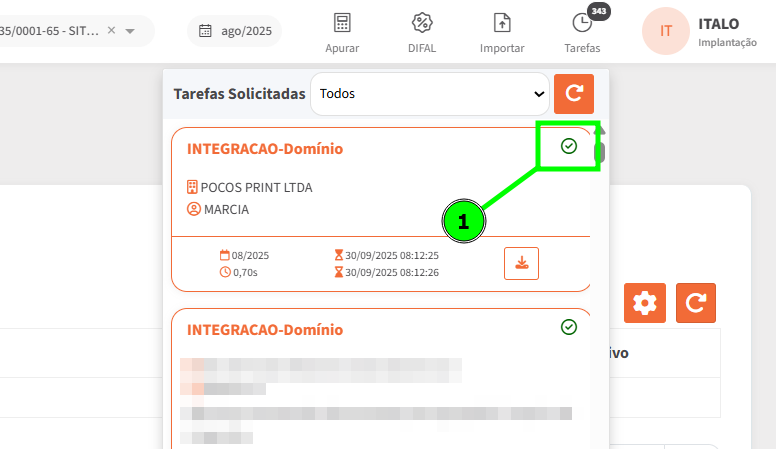 35/0001-65 - SIT...
ago/2025
Apurar
DIFAL
Importar
343
Tarefas
IT
ITALO
Implantação
Tarefas Solicitadas
Todos
INTEGRACAO-Domínio
POCOS PRINT LTDA
MARCIA
1
08/2025
30/09/2025 08:12:25
0,70s
30/09/2025 08:12:26
INTEGRACAO-Domínio
ivo